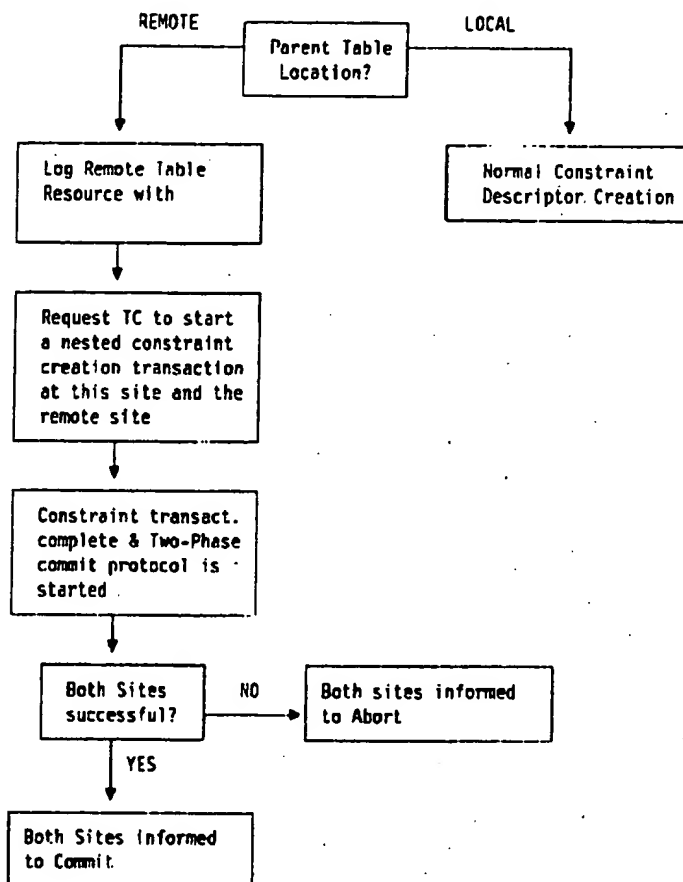 REMOTE
LOCAL
Parent Table
Location?
Log Remote Table
Resource with
Normal Constraint
Descriptor Creation
Request TC to start
a nested constraint
creation transaction
at this site and the
remote site
Constraint transact.
complete & Two-Phase
commit protocol is
started
Both Sites
successful?
NO
Both sites informed
to Abort
YES
Both Sites informed
to Commit